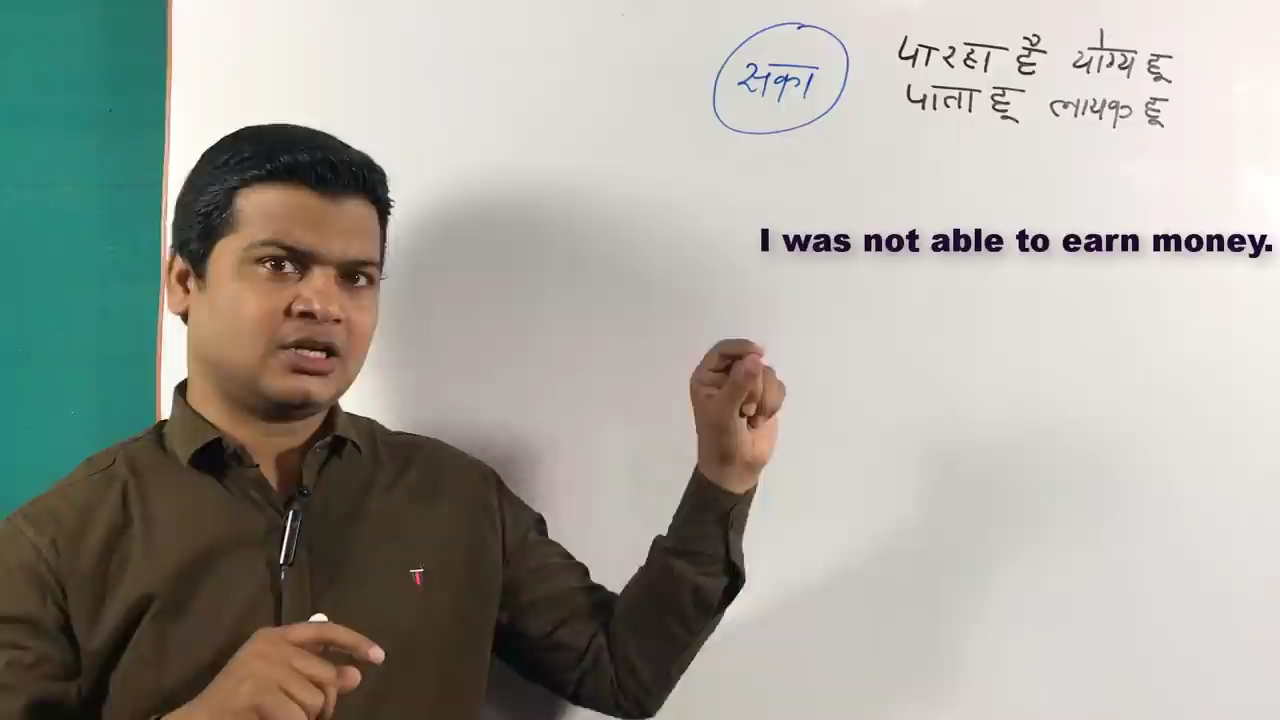 सका
पा रहा है योग्य हू
पाता हू लायक हू
I was not able to earn money.